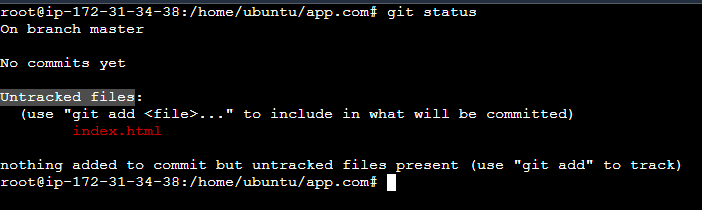 root@ip-172-31-34-38:/home/ubuntu/app.com# git status
On branch master
No commits yet
Untracked files:
(use "git add <file>..." to include in what will be committed)
index.html
nothing added to commit but untracked files present (use "git add" to track)
root@ip-172-31-34-38:/home/ubuntu/app.com#